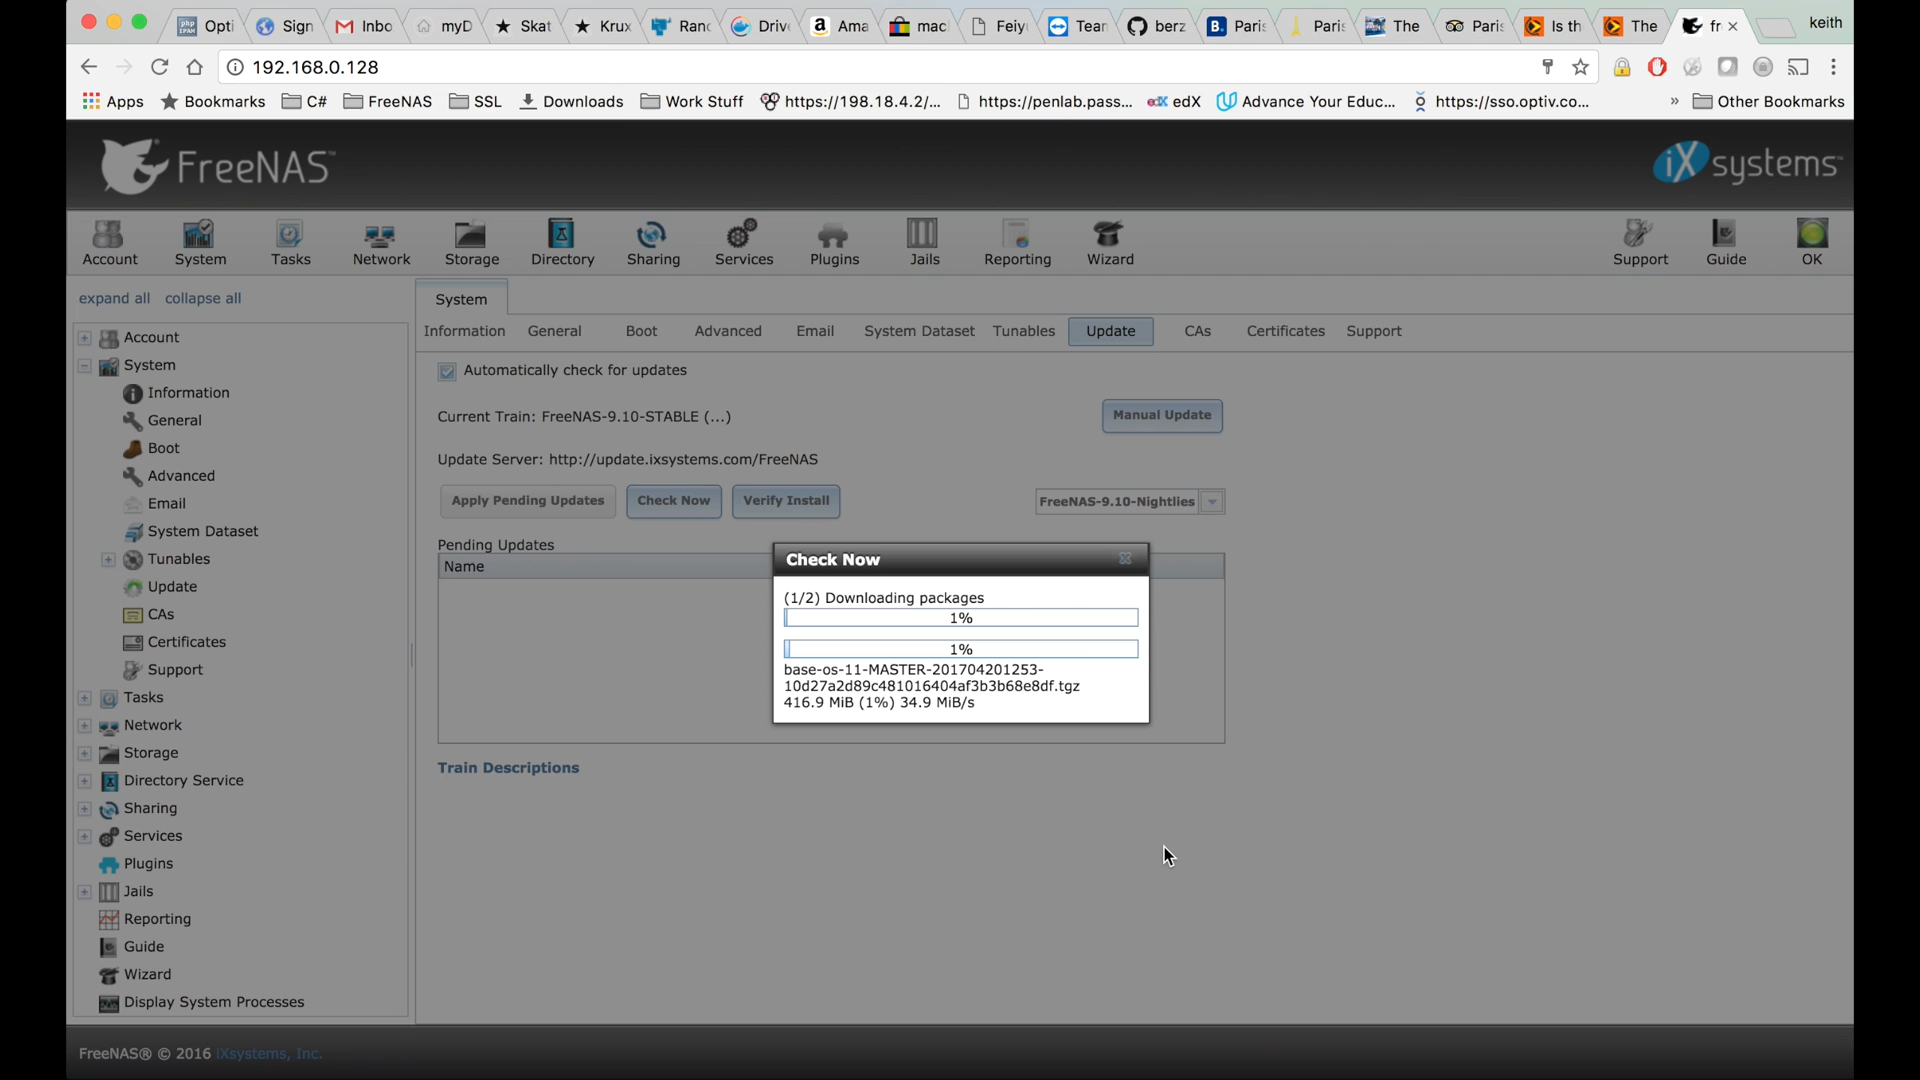 Opti
Sign
Inbo
myD
Skat
Krux
Ranc
Drive
Ama
mac
Feiyu
Team
berz
Paris
Paris
The
Paris
Is th
The
fr
keith
192.168.0.128
Apps
Bookmarks
C#
FreeNAS
SSL
Downloads
Work Stuff
https://198.18.4.2/...
https://penlab.pass...
edX edX
Advance Your Educ...
https://sso.optiv.co...
»
Other Bookmarks
FreeNAS™
iXsystems™
Account
System
Tasks
Network
Storage
Directory
Sharing
Services
Plugins
Jails
Reporting
Wizard
Support
Guide
OK
expand all collapse all
Account
System
Information
General
Boot
Advanced
Email
System Dataset
Tunables
Update
CAs
Certificates
Support
Tasks
Network
Storage
Directory Service
Sharing
Services
Plugins
Jails
Reporting
Guide
Wizard
Display System Processes
System
Information General Boot Advanced Email System Dataset Tunables Update CAs Certificates Support
Automatically check for updates
Current Train: FreeNAS-9.10-STABLE (...)
Manual Update
Update Server: http://update.ixsystems.com/FreeNAS
Apply Pending Updates
Check Now
Verify Install
FreeNAS-9.10-Nightlies
Pending Updates
Name
Check Now
(1/2) Downloading packages
1%
1%
base-os-11-MASTER-201704201253-
10d27a2d89c481016404af3b3b68e8df.tgz
416.9 MiB (1%) 34.9 MiB/s
Train Descriptions
FreeNAS® © 2016 iXsystems, Inc.